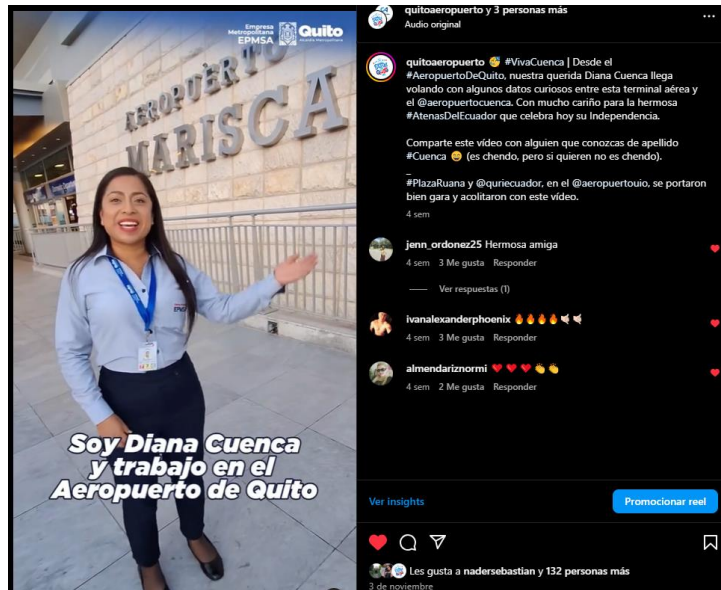 Empresa
Metropolitana
EPMSA
Quito
Alcaldía Metropolitana
AEROPUERTO
MARISCA
EPM
Soy Diana Cuenca
y trabajo en el
Aeropuerto de Quito
quitoaeropuerto y 3 personas más
Audio original
quitoaeropuerto 🥳 #VivaCuenca | Desde el
#AeropuertoDeQuito, nuestra querida Diana Cuenca llega
volando con algunos datos curiosos entre esta terminal aérea y
el @aeropuertocuenca. Con mucho cariño para la hermosa
#AtenasDelEcuador que celebra hoy su Independencia.
Comparte este vídeo con alguien que conozcas de apellido
#Cuenca 😄 (es chendo, pero si quieren no es chendo).
_
#PlazaRuana y @quriecuador, en el @aeropuertouio, se portaron
bien gara y acolitaron con este vídeo.
4 sem
jenn_ordonez25 Hermosa amiga
4 sem 3 Me gusta Responder
Ver respuestas (1)
ivanalexanderphoenix 🔥🔥🔥🔥🤘🏻🤘🏻
4 sem 3 Me gusta Responder
almendariznormi ❤️❤️❤️👏👏
4 sem 2 Me gusta Responder
Ver insights
Promocionar reel
Les gusta a nadersebastian y 132 personas más
3 de noviembre